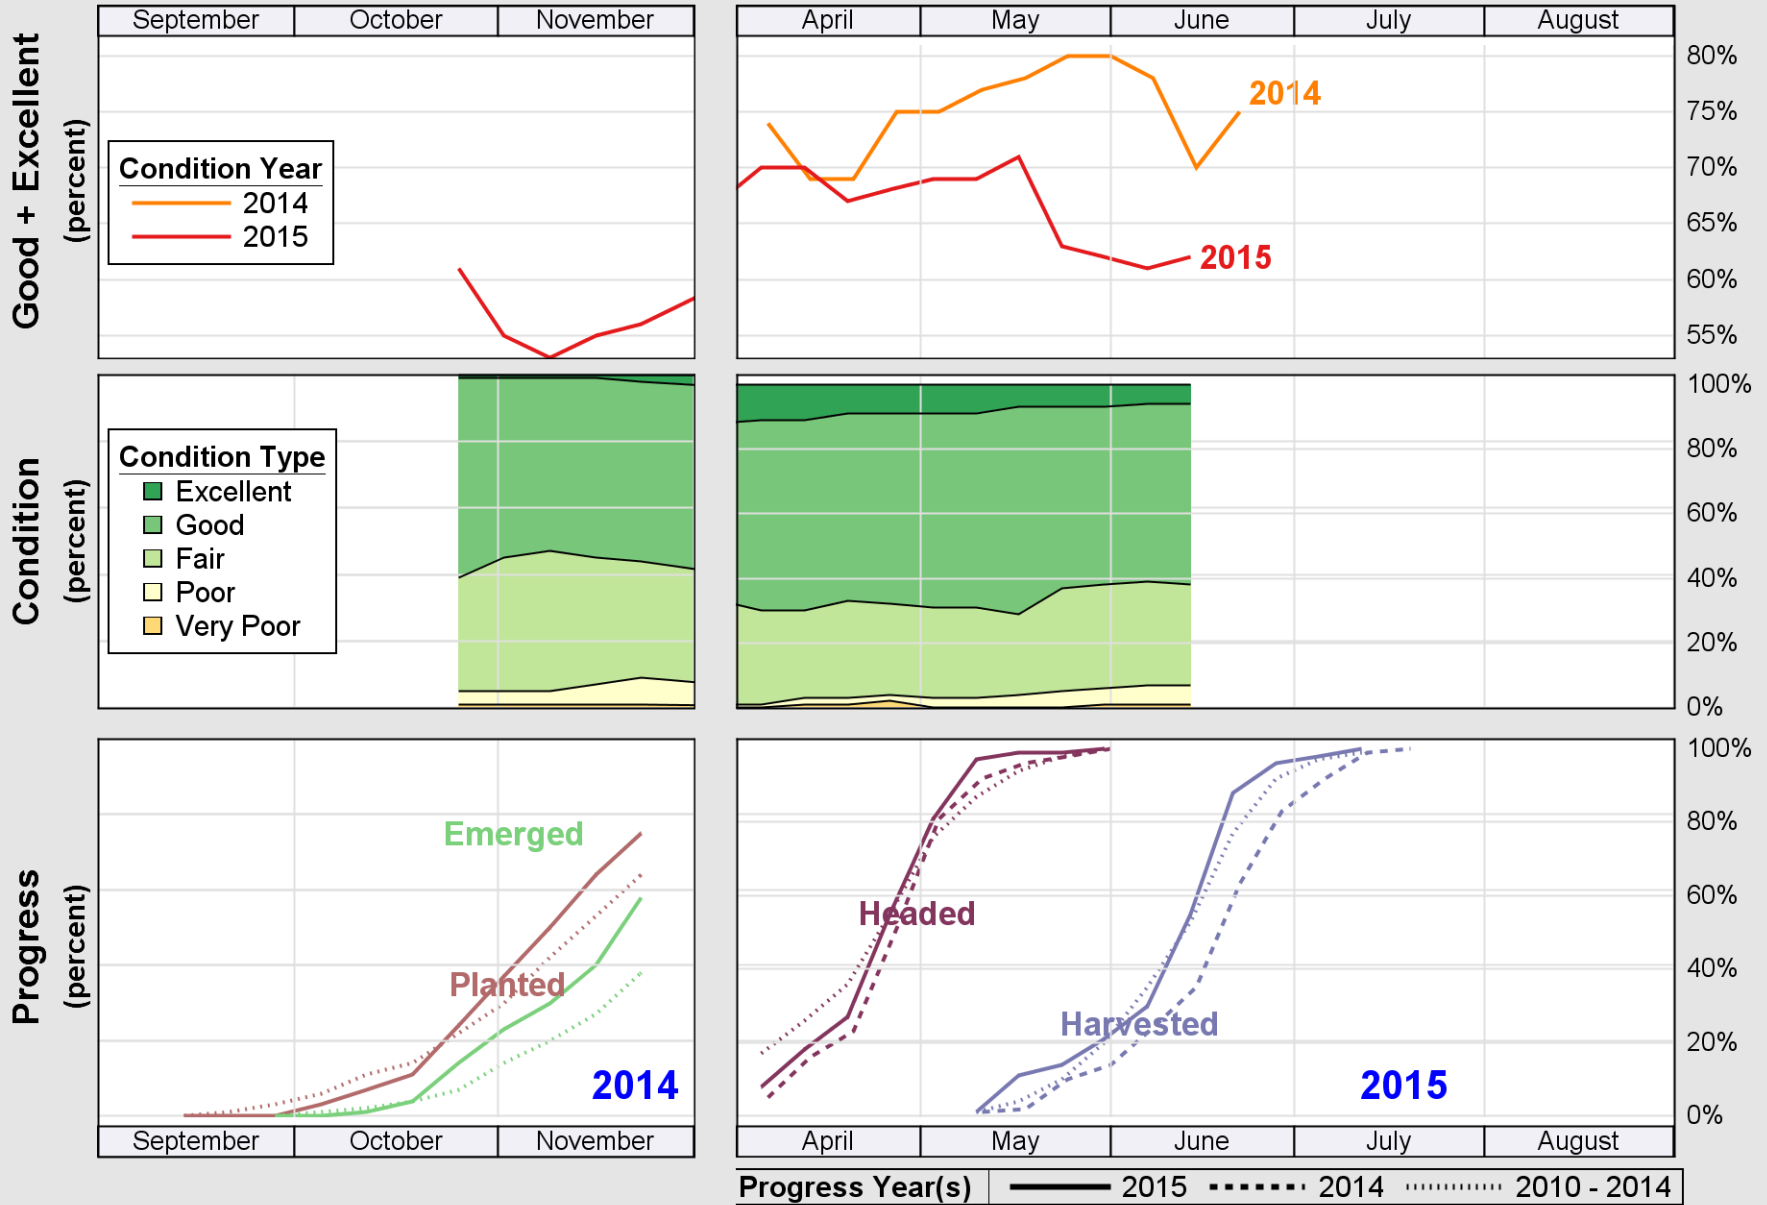 September October November April May June July August
Good + Excellent
(percent)
80%
75%
70%
65%
60%
55%
2014
2015
Condition Year
2014
2015
Condition
(percent)
100%
80%
60%
40%
20%
0%
Condition Type
Excellent
Good
Fair
Poor
Very Poor
Progress
(percent)
100%
80%
60%
40%
20%
0%
Emerged
Planted
Headed
Harvested
2014
2015
September October November April May June July August
Progress Year(s) 2015 2014 2010 - 2014